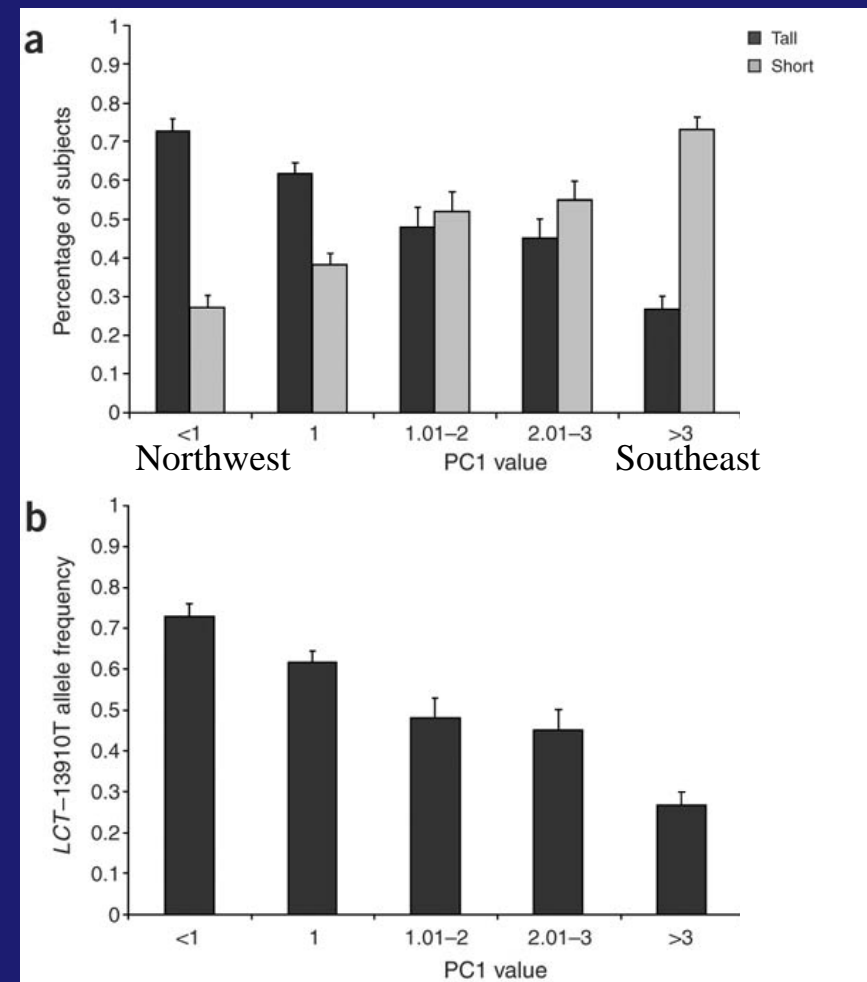 a
Tall
Short
Percentage of subjects
1
0.9
0.8
0.7
0.6
0.5
0.4
0.3
0.2
0.1
0
<1 1 1.01–2 2.01–3 >3
Northwest PC1 value Southeast
b
LCT–13910T allele frequency
1
0.9
0.8
0.7
0.6
0.5
0.4
0.3
0.2
0.1
0
<1 1 1.01–2 2.01–3 >3
PC1 value